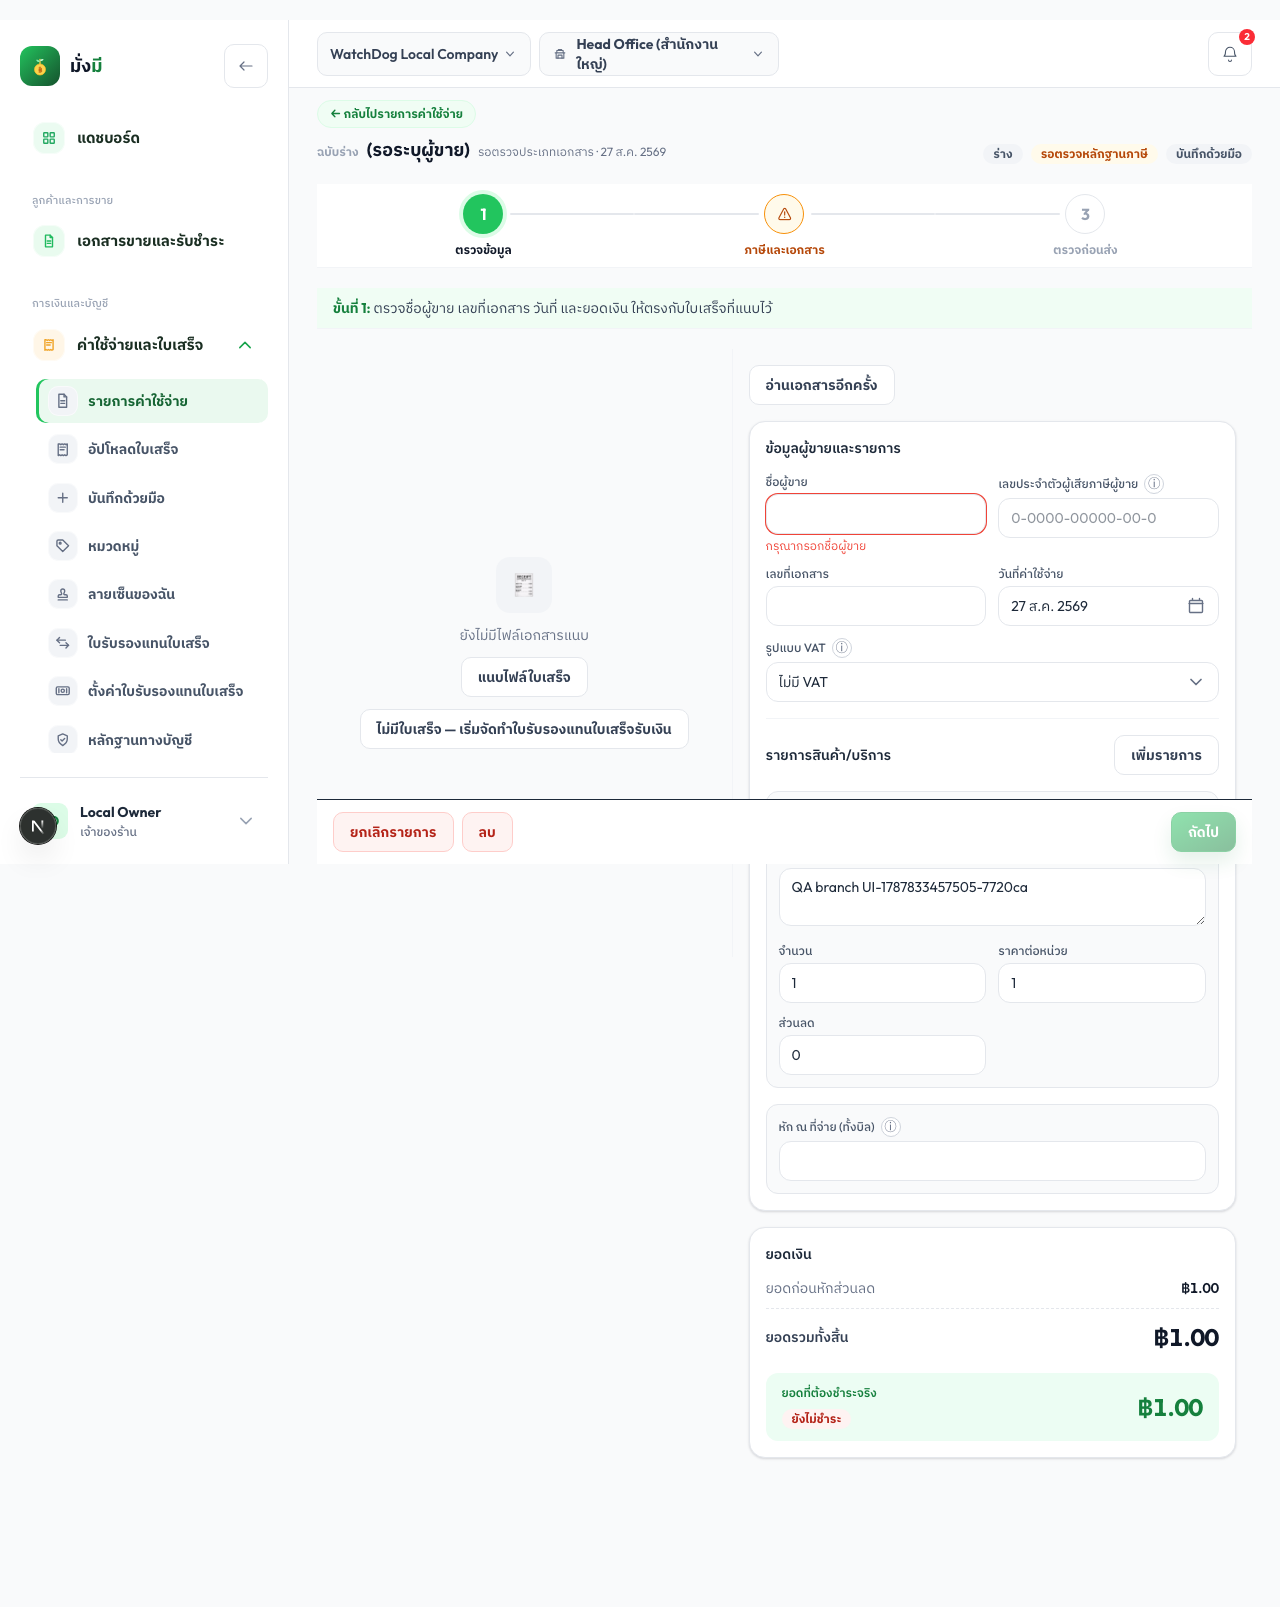 มั่งมี
แดชบอร์ด
ลูกค้าและการขาย
เอกสารขายและรับชำระ
การเงินและบัญชี
ค่าใช้จ่ายและใบเสร็จ
รายการค่าใช้จ่าย
อัปโหลดใบเสร็จ
บันทึกด้วยมือ
หมวดหมู่
ลายเซ็นของฉัน
ใบรับรองแทนใบเสร็จ
ตั้งค่าใบรับรองแทนใบเสร็จ
หลักฐานทางบัญชี
N
Local Owner
เจ้าของร้าน
WatchDog Local Company
Head Office (สำนักงาน
ใหญ่)
2
← กลับไปรายการค่าใช้จ่าย
ฉบับร่าง (รอระบุผู้ขาย) รอตรวจประเภทเอกสาร · 27 ส.ค. 2569
ร่าง รอตรวจหลักฐานภาษี บันทึกด้วยมือ
1
3
ตรวจข้อมูล
ภาษีและเอกสาร
ตรวจก่อนส่ง
ขั้นที่ 1: ตรวจชื่อผู้ขาย เลขที่เอกสาร วันที่ และยอดเงิน ให้ตรงกับใบเสร็จที่แนบไว้
ยังไม่มีไฟล์เอกสารแนบ
แนบไฟล์ใบเสร็จ
ไม่มีใบเสร็จ — เริ่มจัดทำใบรับรองแทนใบเสร็จรับเงิน
อ่านเอกสารอีกครั้ง
ข้อมูลผู้ขายและรายการ
ชื่อผู้ขาย
เลขประจำตัวผู้เสียภาษีผู้ขาย
0-0000-00000-00-0
กรุณากรอกชื่อผู้ขาย
เลขที่เอกสาร
วันที่ค่าใช้จ่าย
27 ส.ค. 2569
รูปแบบ VAT
ไม่มี VAT
รายการสินค้า/บริการ
เพิ่มรายการ
ยกเลิกรายการ
ลบ
ถัดไป
QA branch UI-1787833457505-7720ca
จำนวน
ราคาต่อหน่วย
1
1
ส่วนลด
0
หัก ณ ที่จ่าย (ทั้งบิล)
ยอดเงิน
ยอดก่อนหักส่วนลด
฿1.00
ยอดรวมทั้งสิ้น
฿1.00
ยอดที่ต้องชำระจริง
ยังไม่ชำระ
฿1.00